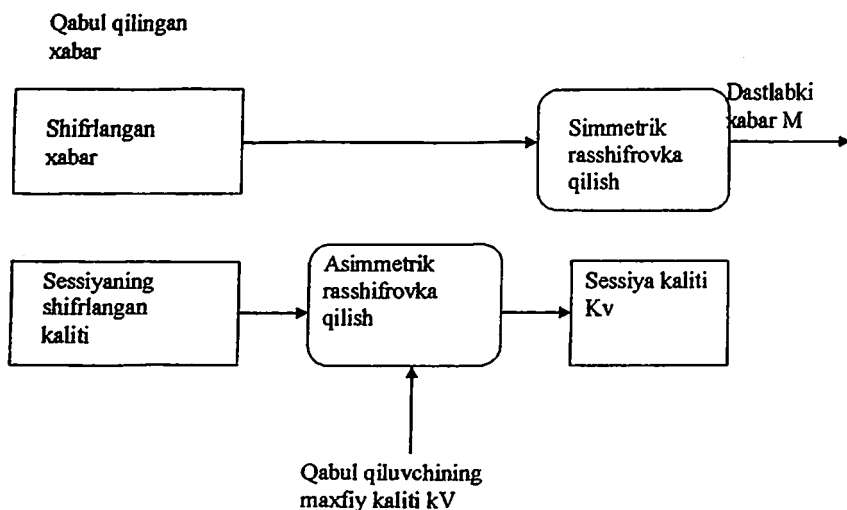 Qabul qilingan
xabar
Shifrlangan
xabar
Simmetrik
rasshifrovka
qilish
Dastlabki
xabar M
Sessiyaning
shifrlangan
kaliti
Asimmetrik
rasshifrovka
qilish
Sessiya kaliti
Kv
Qabul qiluvchining
maxfiy kaliti kV